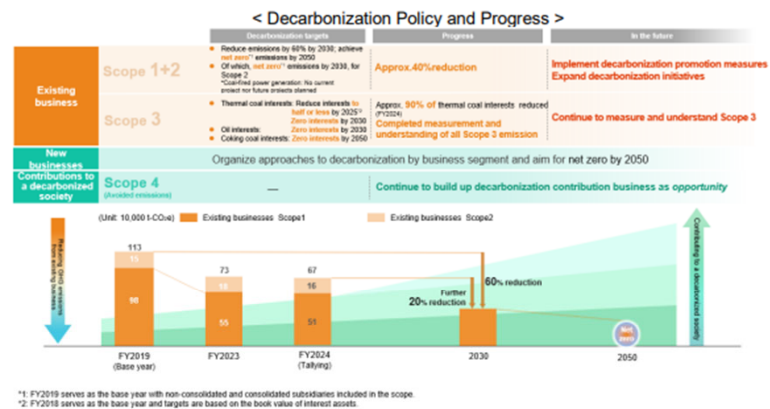 < Decarbonization Policy and Progress >
Decarbonization targets
Progress
In the future
Existing business
Scope 1+2
• Reduce emissions by 60% by 2030; achieve
net zero*1 emissions by 2050
• Of which, net zero*1 emissions by 2030, for
Scope 2
*Coal-fired power generation: No current
project nor future projects planned
Approx.40%reduction
Implement decarbonization promotion measures
Expand decarbonization initiatives
Scope 3
• Thermal coal interests: Reduce interests to
half or less by 2025*2
Zero interests by 2030
• Oil interests: Zero interests by 2030
• Coking coal interests: Zero interests by 2050
Approx. 90% of thermal coal interests reduced
(FY2024)
Completed measurement and
understanding of all Scope 3 emission
Continue to measure and understand Scope 3
New
businesses
Organize approaches to decarbonization by business segment and aim for net zero by 2050
Contributions to
a decarbonized
society
Scope 4
(Avoided emissions)
—
Continue to build up decarbonization contribution business as opportunity
(Unit: 10,000 t-CO₂e)
Existing businesses Scope1
Existing businesses Scope2
Reducing GHG emissions
from existing business
Contributing to a decarbonized society
113
15
98
73
18
55
67
16
51
Further
20% reduction
60% reduction
Net
zero
FY2019
(Base year)
FY2023
FY2024
(Tallying)
2030
2050
*1: FY2019 serves as the base year with non-consolidated and consolidated subsidiaries included in the scope.
*2: FY2018 serves as the base year and targets are based on the book value of interest assets.